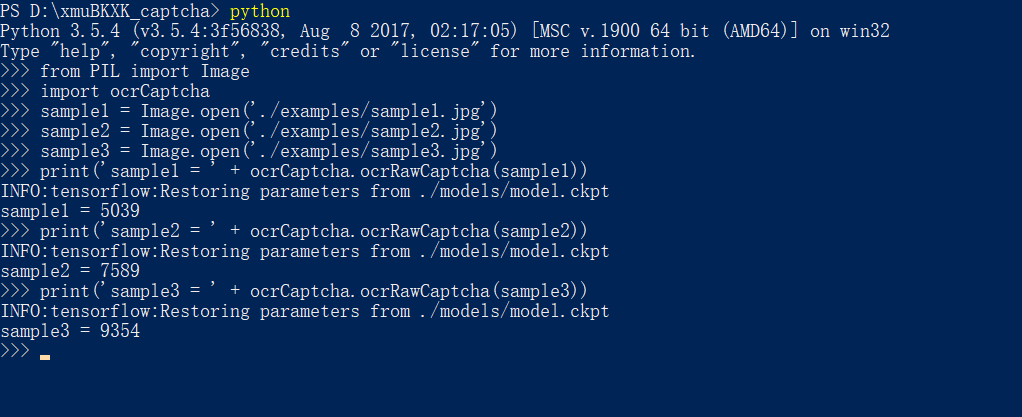 PS D:\xmuBKXK_captcha> python
Python 3.5.4 (v3.5.4:3f56838, Aug  8 2017, 02:17:05) [MSC v.1900 64 bit (AMD64)] on win32
Type "help", "copyright", "credits" or "license" for more information.
>>> from PIL import Image
>>> import ocrCaptcha
>>> sample1 = Image.open('./examples/sample1.jpg')
>>> sample2 = Image.open('./examples/sample2.jpg')
>>> sample3 = Image.open('./examples/sample3.jpg')
>>> print('sample1 = ' + ocrCaptcha.ocrRawCaptcha(sample1))
INFO:tensorflow:Restoring parameters from ./models/model.ckpt
sample1 = 5039
>>> print('sample2 = ' + ocrCaptcha.ocrRawCaptcha(sample2))
INFO:tensorflow:Restoring parameters from ./models/model.ckpt
sample2 = 7589
>>> print('sample3 = ' + ocrCaptcha.ocrRawCaptcha(sample3))
INFO:tensorflow:Restoring parameters from ./models/model.ckpt
sample3 = 9354
>>>